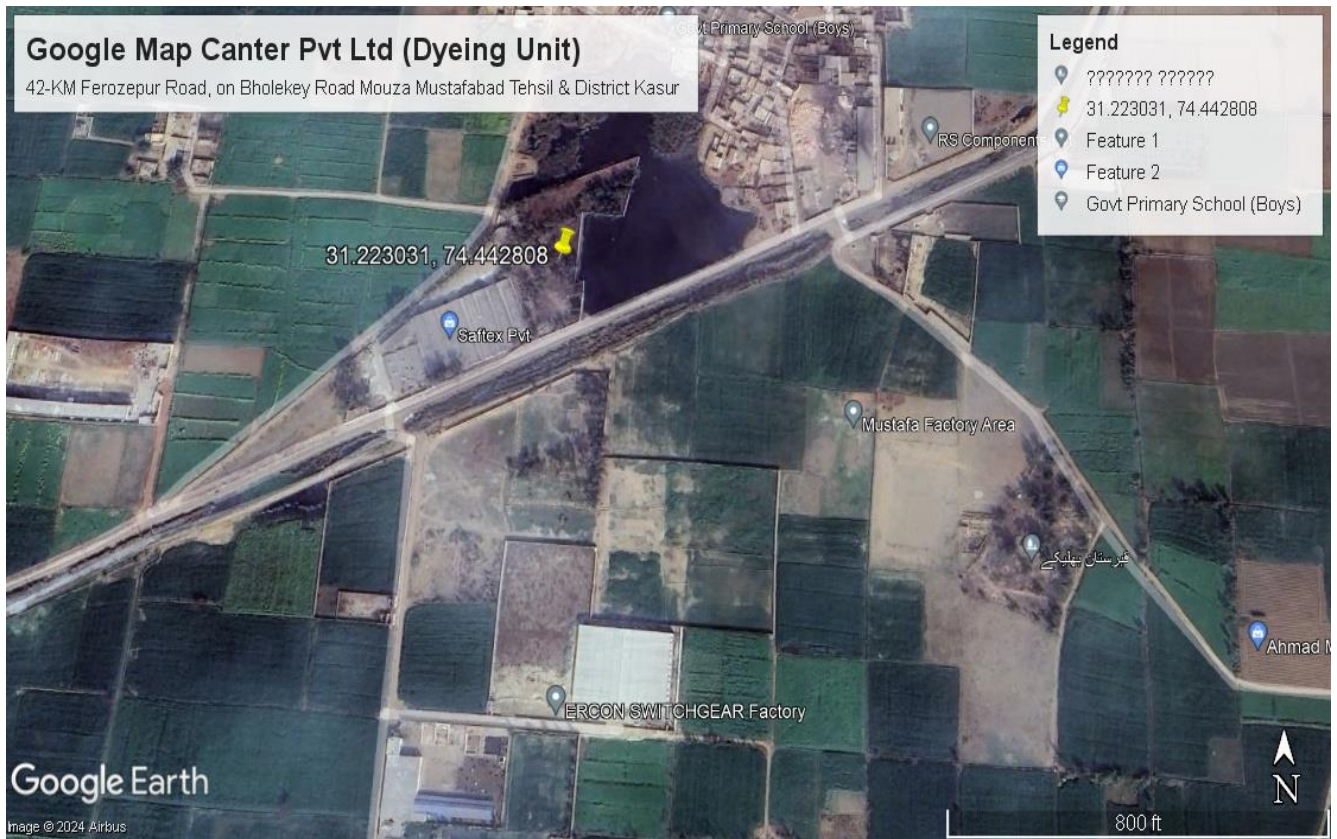 Google Map Canter Pvt Ltd (Dyeing Unit)
42-KM Ferozepur Road, on Bholekey Road Mouza Mustafabad Tehsil & District Kasur
Govt Primary School (Boys)
Legend
??????? ??????
31.223031, 74.442808
Feature 1
Feature 2
Govt Primary School (Boys)
RS Components
31.223031, 74.442808
Saftex Pvt
Mustafa Factory Area
قبرستان بھلیکے
Ahmad M
ERCON SWITCHGEAR Factory
Google Earth
N
Image © 2024 Airbus
800 ft